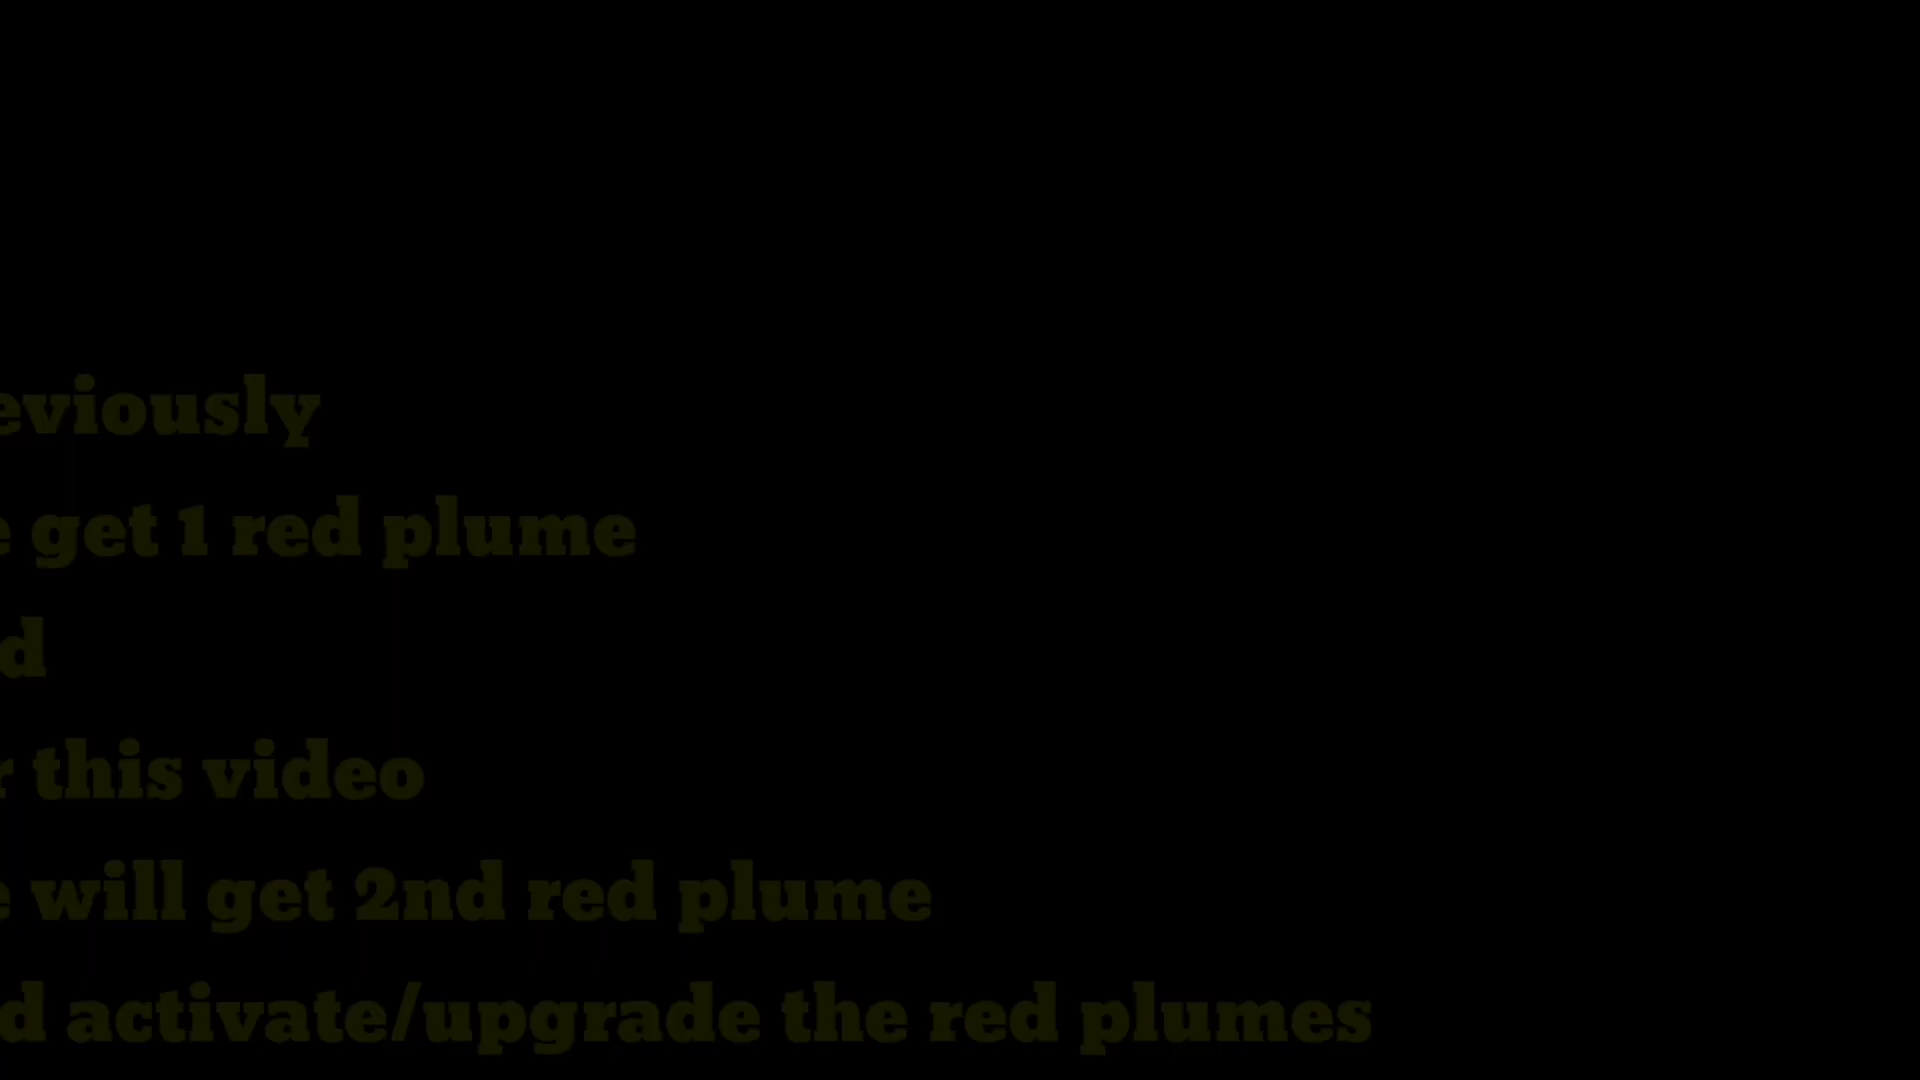 eviously
e get 1 red plume
d
r this video
e will get 2nd red plume
d activate/upgrade the red plumes